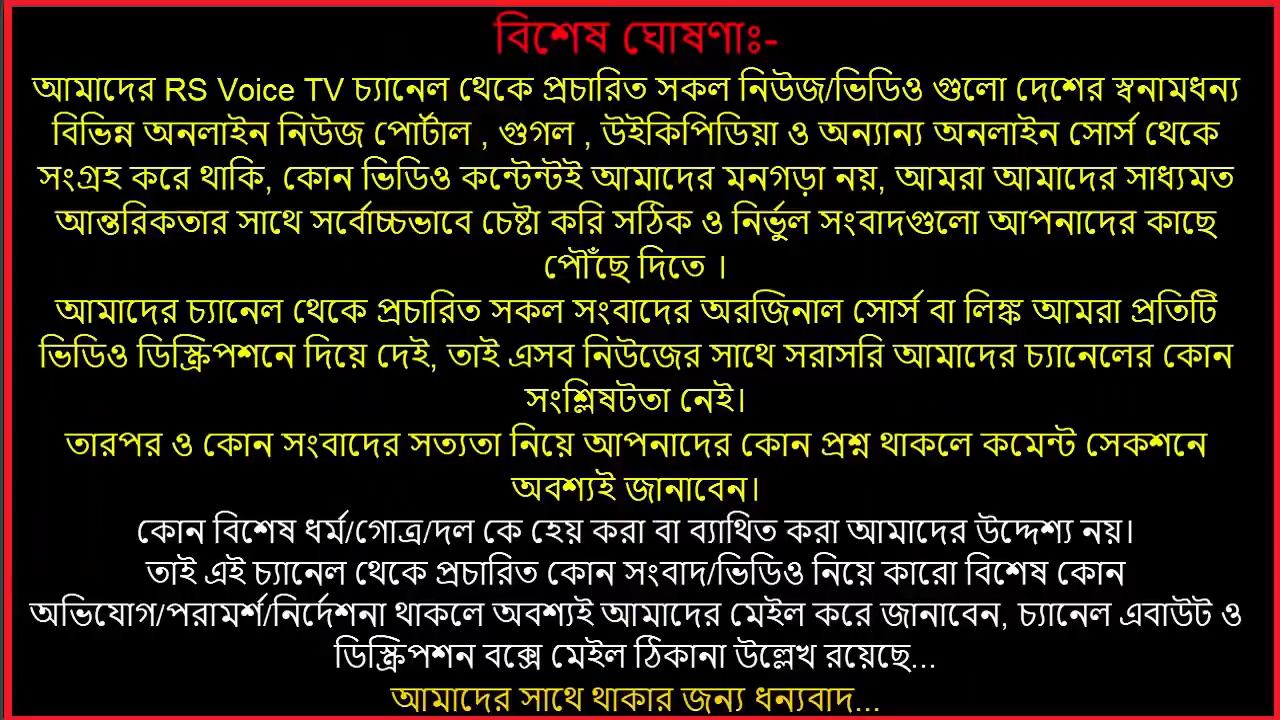 বিশেষ ঘোষণাঃ-
আমাদের RS Voice TV চ্যানেল থেকে প্রচারিত সকল নিউজ/ভিডিও গুলো দেশের স্বনামধন্য
বিভিন্ন অনলাইন নিউজ পোর্টাল , গুগল , উইকিপিডিয়া ও অন্যান্য অনলাইন সোর্স থেকে
সংগ্রহ করে থাকি, কোন ভিডিও কন্টেন্টই আমাদের মনগড়া নয়, আমরা আমাদের সাধ্যমত
আন্তরিকতার সাথে সর্বোচ্চভাবে চেষ্টা করি সঠিক ও নির্ভুল সংবাদগুলো আপনাদের কাছে
পৌঁছে দিতে ।
আমাদের চ্যানেল থেকে প্রচারিত সকল সংবাদের অরজিনাল সোর্স বা লিঙ্ক আমরা প্রতিটি
ভিডিও ডিস্ক্রিপশনে দিয়ে দেই, তাই এসব নিউজের সাথে সরাসরি আমাদের চ্যানেলের কোন
সংশ্লিষটতা নেই।
তারপর ও কোন সংবাদের সত্যতা নিয়ে আপনাদের কোন প্রশ্ন থাকলে কমেন্ট সেকশনে
অবশ্যই জানাবেন।
কোন বিশেষ ধর্ম/গোত্র/দল কে হেয় করা বা ব্যাথিত করা আমাদের উদ্দেশ্য নয়।
তাই এই চ্যানেল থেকে প্রচারিত কোন সংবাদ/ভিডিও নিয়ে কারো বিশেষ কোন
অভিযোগ/পরামর্শ/নির্দেশনা থাকলে অবশ্যই আমাদের মেইল করে জানাবেন, চ্যানেল এবাউট ও
ডিস্ক্রিপশন বক্সে মেইল ঠিকানা উল্লেখ রয়েছে...
আমাদের সাথে থাকার জন্য ধন্যবাদ...